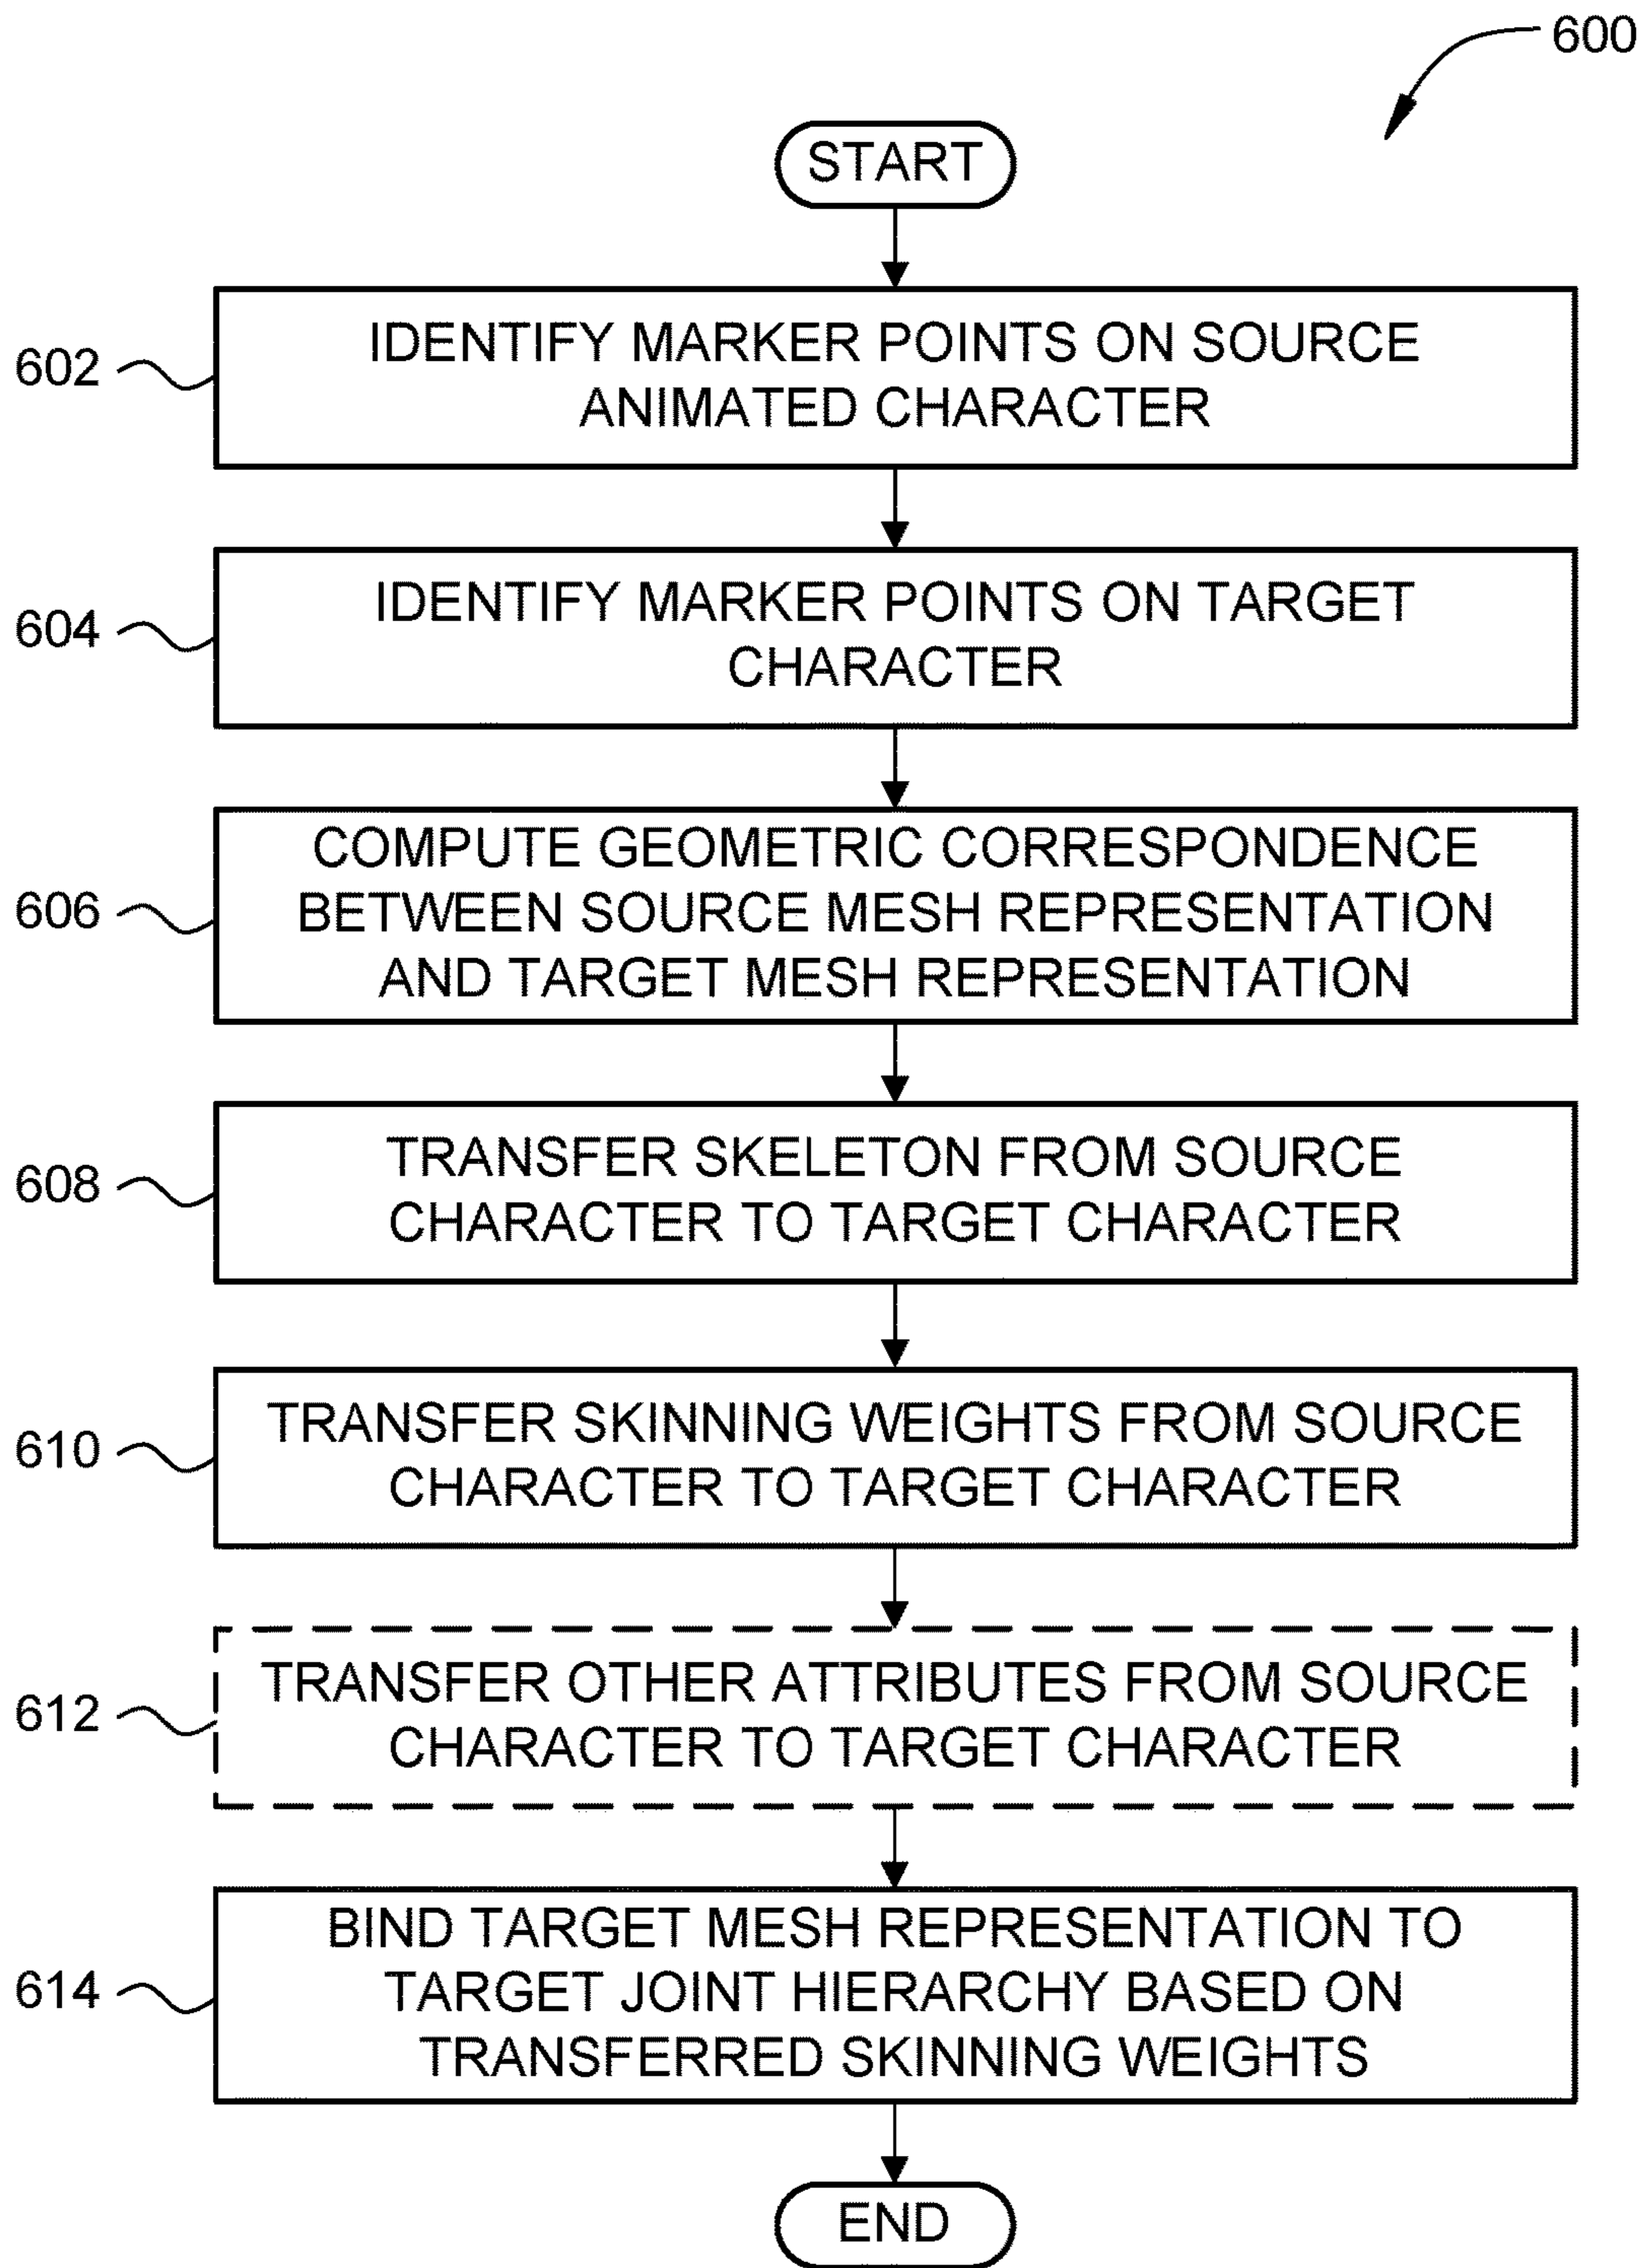 600
START
602
IDENTIFY MARKER POINTS ON SOURCE
ANIMATED CHARACTER
604
IDENTIFY MARKER POINTS ON TARGET
CHARACTER
606
COMPUTE GEOMETRIC CORRESPONDENCE
BETWEEN SOURCE MESH REPRESENTATION
AND TARGET MESH REPRESENTATION
608
TRANSFER SKELETON FROM SOURCE
CHARACTER TO TARGET CHARACTER
610
TRANSFER SKINNING WEIGHTS FROM SOURCE
CHARACTER TO TARGET CHARACTER
612
TRANSFER OTHER ATTRIBUTES FROM SOURCE
CHARACTER TO TARGET CHARACTER
614
BIND TARGET MESH REPRESENTATION TO
TARGET JOINT HIERARCHY BASED ON
TRANSFERRED SKINNING WEIGHTS
END